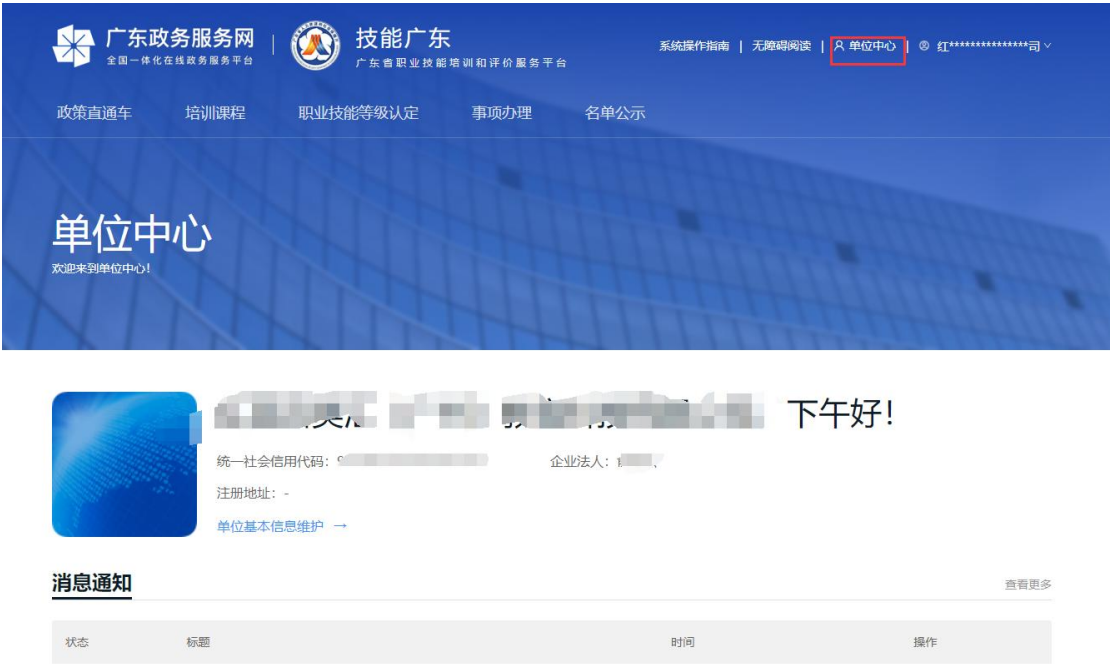 广东政务服务网
全国一体化在线政务服务平台
技能广东
广东省职业技能培训和评价服务平台
系统操作指南 | 无障碍阅读 | 单位中心 | 红***************司
政策直通车 培训课程 职业技能等级认定 事项办理 名单公示
单位中心
欢迎来到单位中心!
下午好!
统一社会信用代码: 企业法人:
注册地址: -
单位基本信息维护 →
消息通知 查看更多
状态 标题 时间 操作